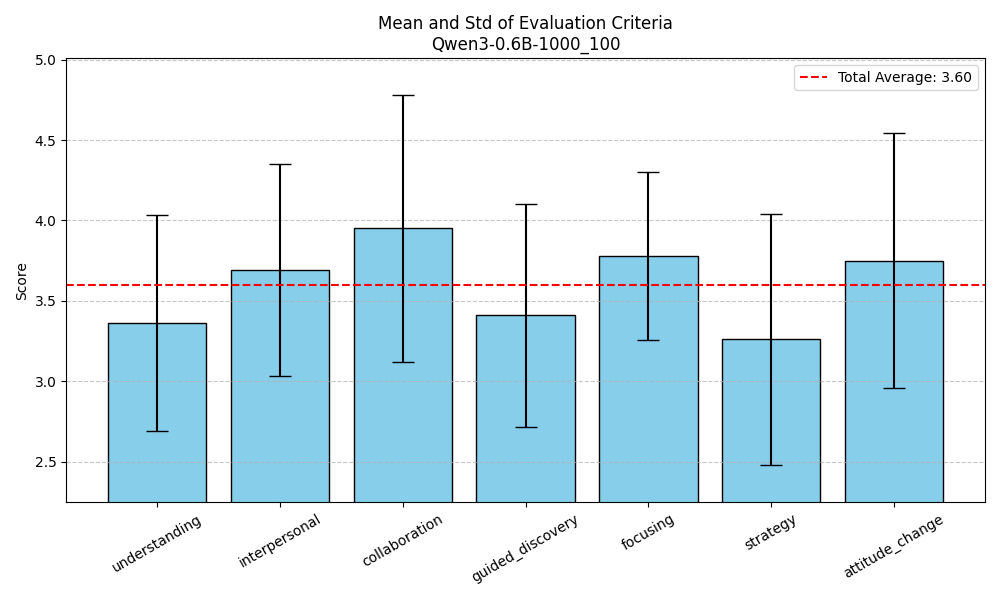 Mean and Std of Evaluation Criteria
Qwen3-0.6B-1000_100
Total Average: 3.60
Score
5.0
4.5
4.0
3.5
3.0
2.5
understanding
interpersonal
collaboration
guided_discovery
focusing
strategy
attitude_change